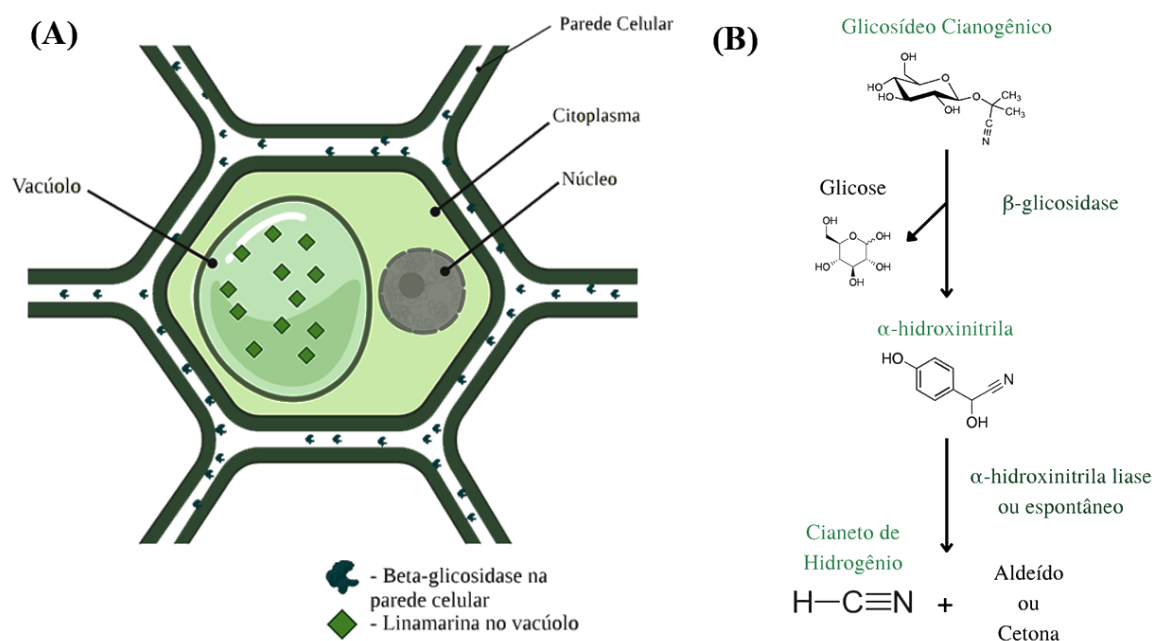 (A)
Parede Celular
Citoplasma
Núcleo
Vacúolo
- Beta-glicosidase na
parede celular
- Linamarina no vacúolo
(B)
Glicosídeo Cianogênico
OH
HO
HO
OH
O
O
CH₃
CH₃
C
N
Glicose
β-glicosidase
OH
O
OH
HO
OH
OH
α-hidroxinitrila
HO
N
OH
α-hidroxinitrila liase
ou espontâneo
Cianeto de
Hidrogênio
H–C≡N + Aldeído
ou
Cetona